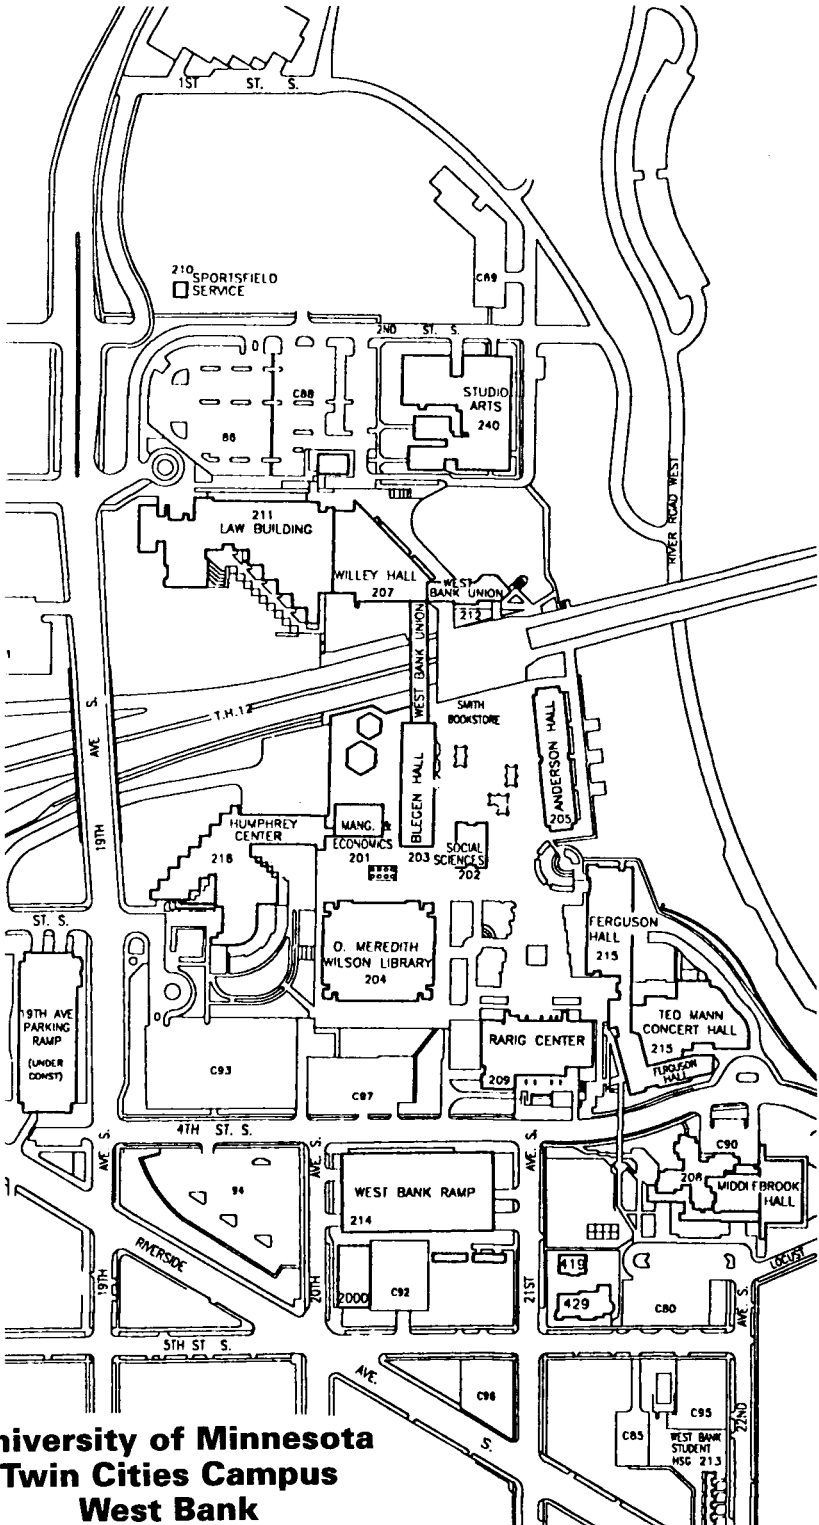 1ST ST. S.
C89
210 SPORTSFIELD
SERVICE
2ND ST. S.
C88
86
STUDIO
ARTS
240
211
LAW BUILDING
WILLEY HALL
207
WEST
BANK UNION
212
RIVER ROAD WEST
WEST BANK UNION
T.H.12
SMITH
BOOKSTORE
19TH AVE S.
BLEGEN HALL
203
ANDERSON HALL
205
HUMPHREY
CENTER
218
MANG.
ECONOMICS
201
SOCIAL
SCIENCES
202
ST. S.
O. MEREDITH
WILSON LIBRARY
204
FERGUSON
HALL
215
19TH AVE
PARKING
RAMP
(UNDER
CONST)
TED MANN
CONCERT HALL
215
FERGUSON
HALL
RARIG CENTER
209
C93
C97
4TH ST. S.
AVE S.
AVE. S.
AVE. S.
C90
94
WEST BANK RAMP
214
208
MIDDLEBROOK
HALL
RIVERSIDE
LOCUST
19TH
20TH
2000
C92
21ST
419
429
C80
AVE. S.
5TH ST S.
AVE.
C96
S.
C85
C95
22ND
WEST BANK
STUDENT
HSG 213
niversity of Minnesota
Twin Cities Campus
West Bank